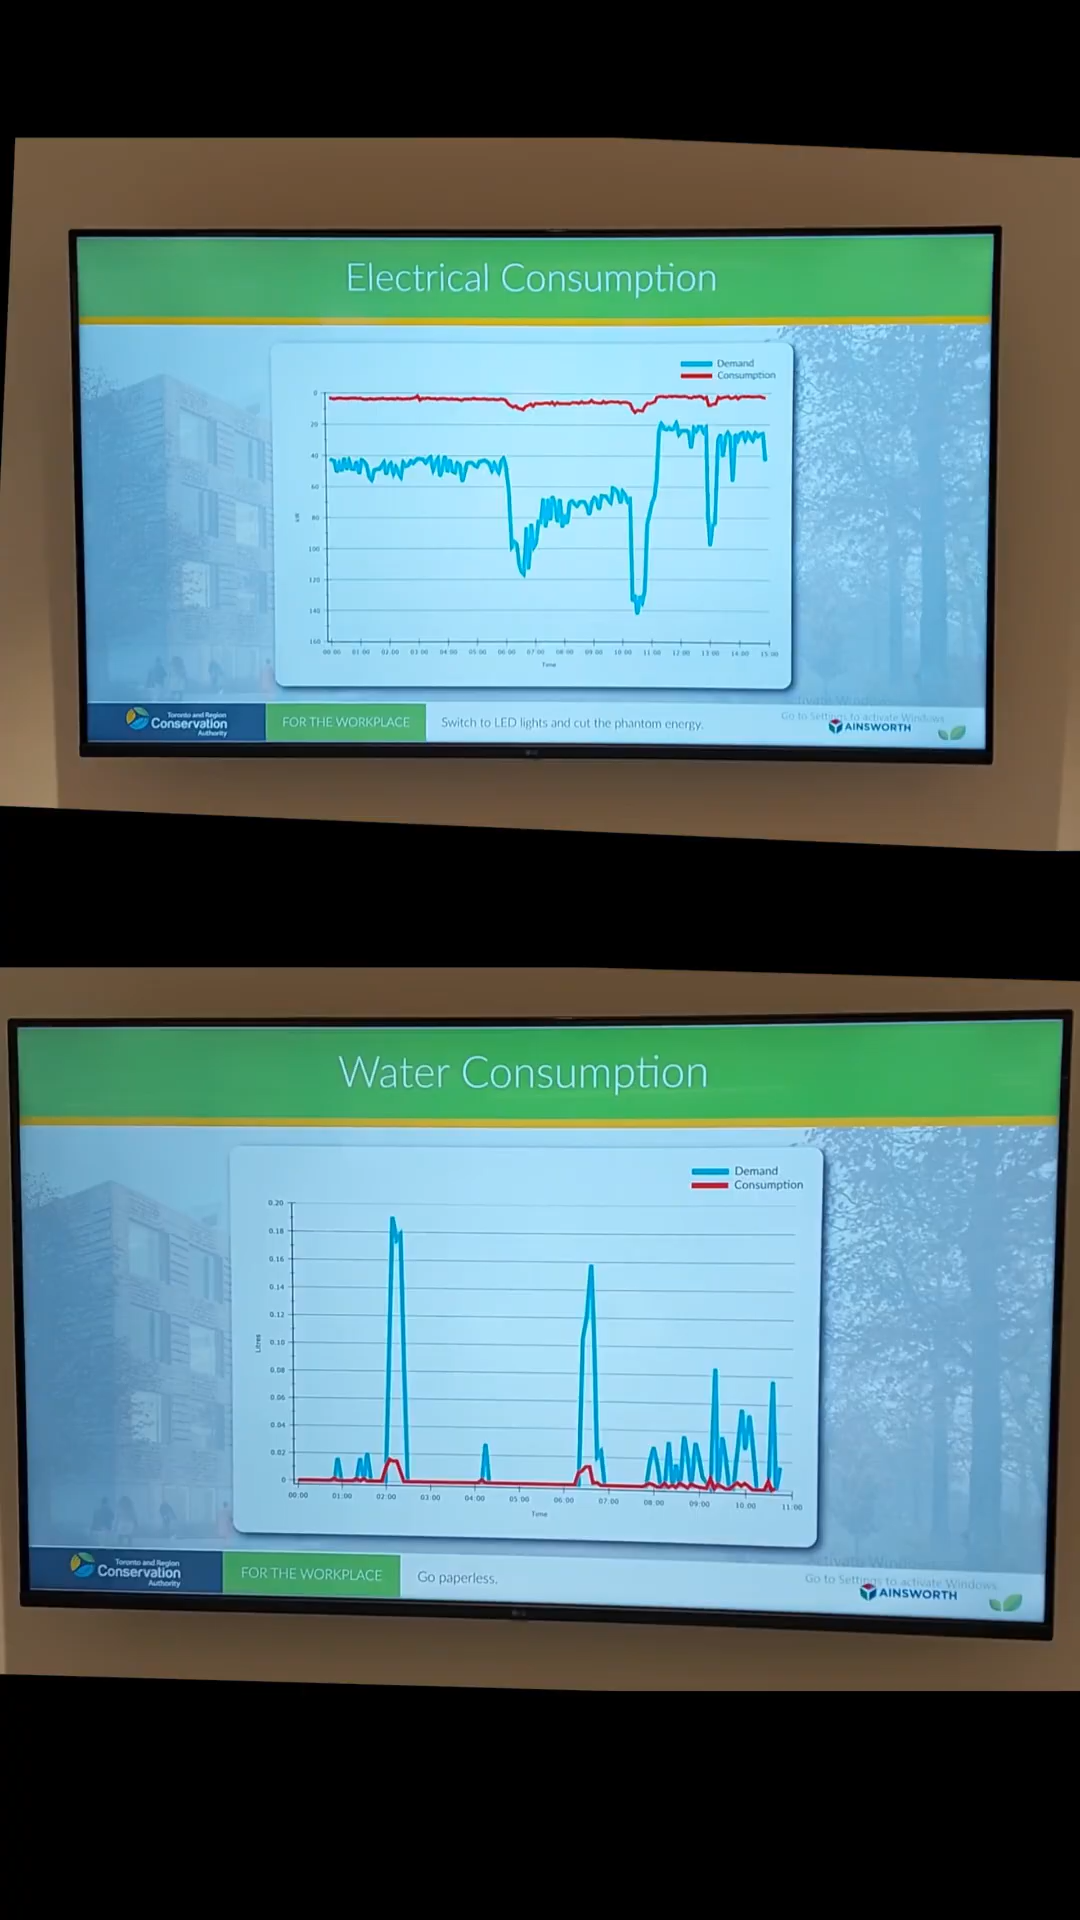 Electrical Consumption
Demand
Consumption
0
20
40
60
80
100
120
140
160
kW
00:00 01:00 02:00 03:00 04:00 05:00 06:00 07:00 08:00 09:00 10:00 11:00 12:00 13:00 14:00 15:00
Time
Toronto and Region
Conservation
Authority
FOR THE WORKPLACE
Switch to LED lights and cut the phantom energy.
Activate Windows
Go to Settings to activate Windows
AINSWORTH
LG
Water Consumption
Demand
Consumption
0.20
0.18
0.16
0.14
0.12
0.10
0.08
0.06
0.04
0.02
0
Litres
00:00 01:00 02:00 03:00 04:00 05:00 06:00 07:00 08:00 09:00 10:00 11:00
Time
Toronto and Region
Conservation
Authority
FOR THE WORKPLACE
Go paperless.
Activate Windows
Go to Settings to activate Windows
AINSWORTH
LG